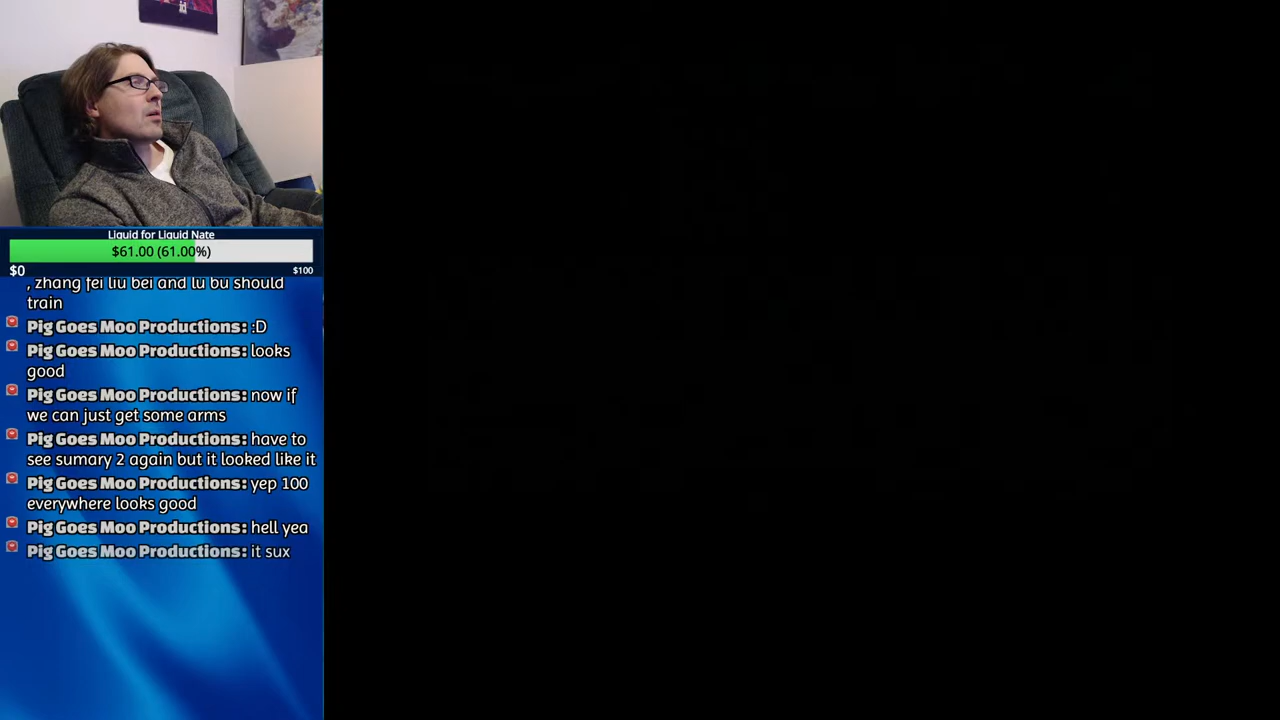 Liquid for Liquid Nate
$61.00 (61.00%)
$0
$100
, zhang fei liu bei and lu bu should
train
Pig Goes Moo Productions: :D
Pig Goes Moo Productions: looks
good
Pig Goes Moo Productions: now if
we can just get some arms
Pig Goes Moo Productions: have to
see sumary 2 again but it looked like it
Pig Goes Moo Productions: yep 100
everywhere looks good
Pig Goes Moo Productions: hell yea
Pig Goes Moo Productions: it sux